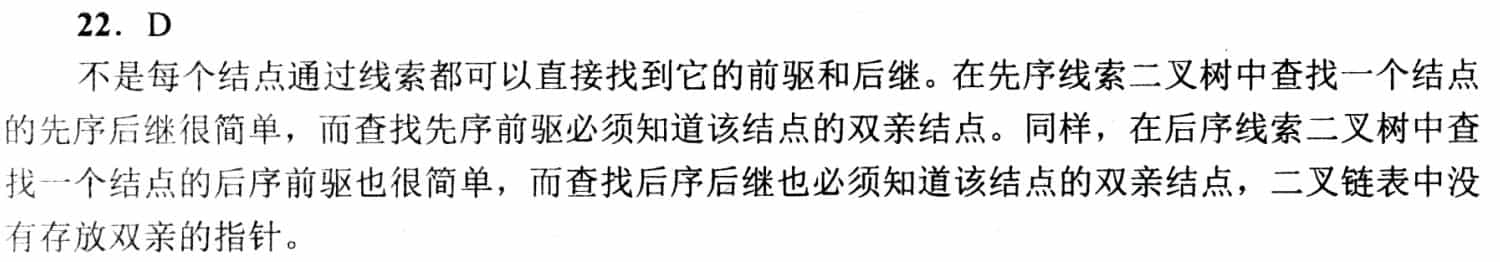 22．D
不是每个结点通过线索都可以直接找到它的前驱和后继。在先序线索二叉树中查找一个结点
的先序后继很简单，而查找先序前驱必须知道该结点的双亲结点。同样，在后序线索二叉树中查
找一个结点的后序前驱也很简单，而查找后序后继也必须知道该结点的双亲结点，二叉链表中没
有存放双亲的指针。